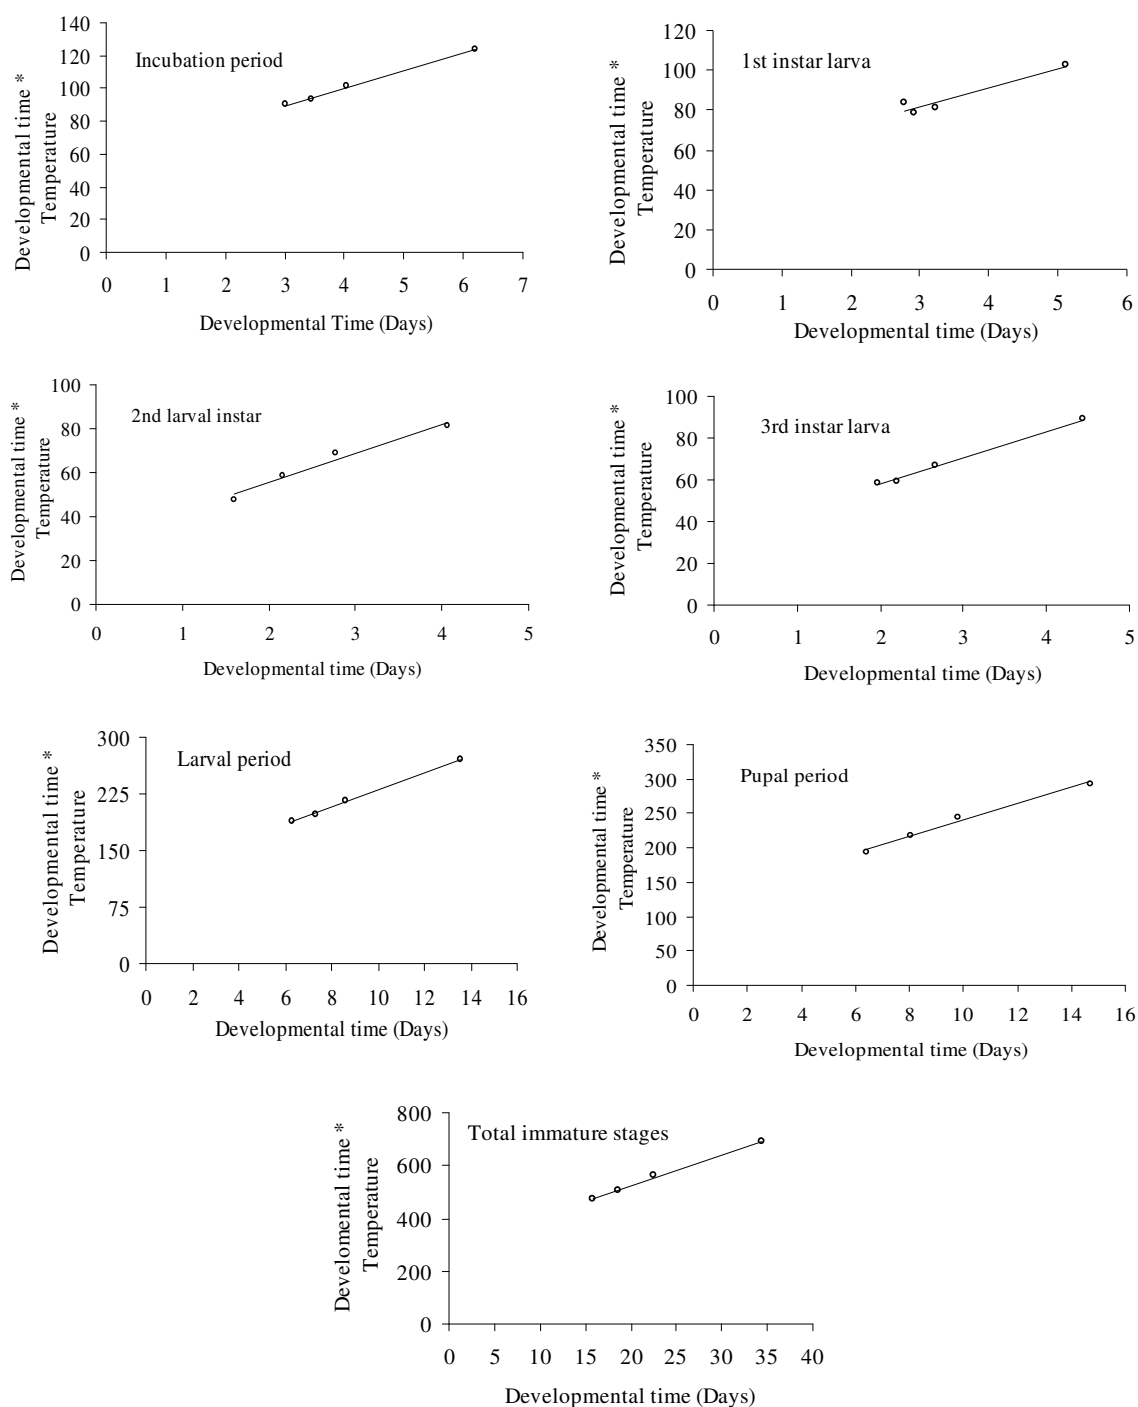 Incubation period
Developmental time *
Temperature
140
120
100
80
60
40
20
0
0 1 2 3 4 5 6 7
Developmental Time (Days)
1st instar larva
Developmental time *
Temperature
120
100
80
60
40
20
0
0 1 2 3 4 5 6
Developmental time (Days)
2nd larval instar
Developmental time *
Temperature
100
80
60
40
20
0
0 1 2 3 4 5
Developmental time (Days)
3rd instar larva
Developmental time *
Temperature
100
80
60
40
20
0
0 1 2 3 4 5
Developmental time (Days)
Larval period
Developmental time *
Temperature
300
225
150
75
0
0 2 4 6 8 10 12 14 16
Developmental time (Days)
Pupal period
Developmental time *
Temperature
350
300
250
200
150
100
50
0
0 2 4 6 8 10 12 14 16
Developmental time (Days)
Total immature stages
Develomental time *
Temperature
800
600
400
200
0
0 5 10 15 20 25 30 35 40
Developmental time (Days)